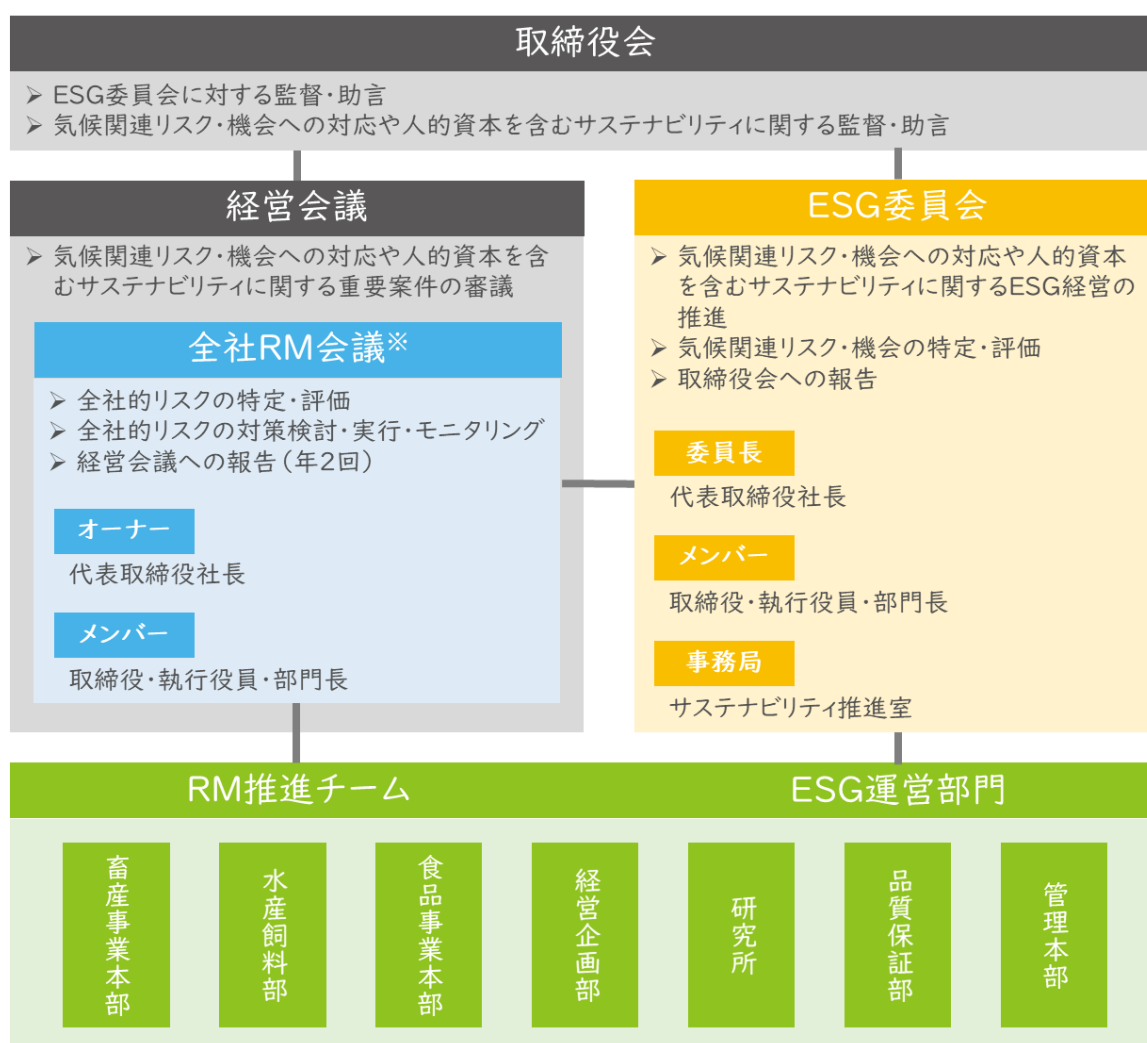 取締役会
➢ ESG委員会に対する監督・助言
➢ 気候関連リスク・機会への対応や人的資本を含むサステナビリティに関する監督・助言
経営会議
➢ 気候関連リスク・機会への対応や人的資本を含
むサステナビリティに関する重要案件の審議
全社RM会議※
➢ 全社的リスクの特定・評価
➢ 全社的リスクの対策検討・実行・モニタリング
➢ 経営会議への報告（年2回）
オーナー
代表取締役社長
メンバー
取締役・執行役員・部門長
ESG委員会
➢ 気候関連リスク・機会への対応や人的資本
を含むサステナビリティに関するESG経営の
推進
➢ 気候関連リスク・機会の特定・評価
➢ 取締役会への報告
委員長
代表取締役社長
メンバー
取締役・執行役員・部門長
事務局
サステナビリティ推進室
RM推進チーム
ESG運営部門
畜産事業本部
水産飼料部
食品事業本部
経営企画部
研究所
品質保証部
管理本部